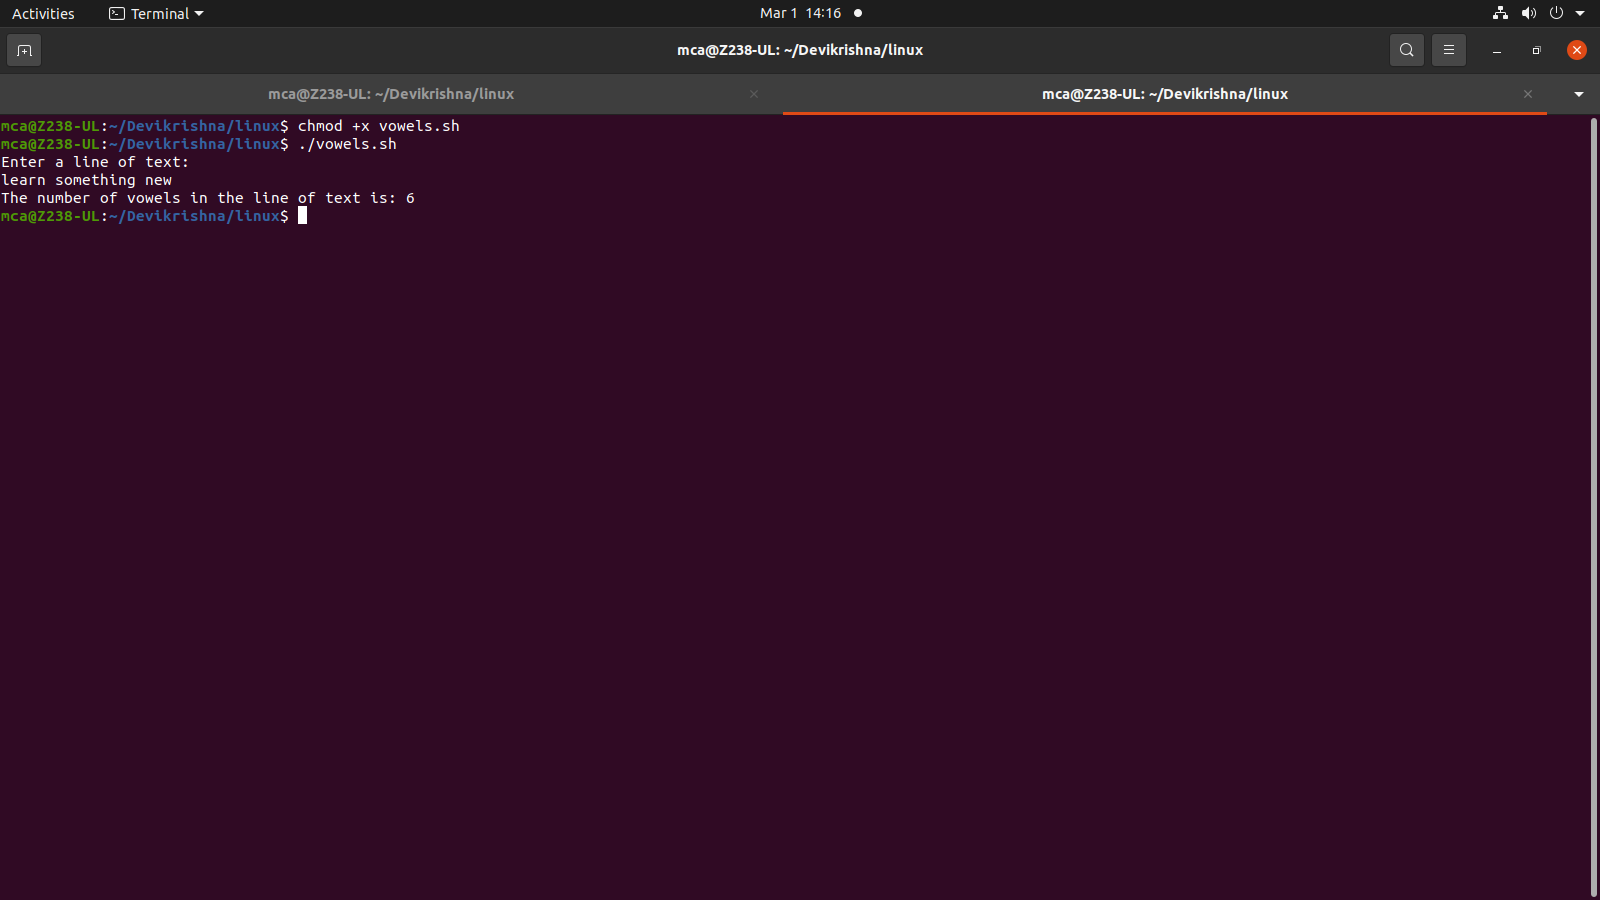 Activities Terminal Mar 1 14:16
mca@Z238-UL: ~/Devikrishna/linux
mca@Z238-UL: ~/Devikrishna/linux mca@Z238-UL: ~/Devikrishna/linux
mca@Z238-UL:~/Devikrishna/linux$ chmod +x vowels.sh
mca@Z238-UL:~/Devikrishna/linux$ ./vowels.sh
Enter a line of text:
learn something new
The number of vowels in the line of text is: 6
mca@Z238-UL:~/Devikrishna/linux$